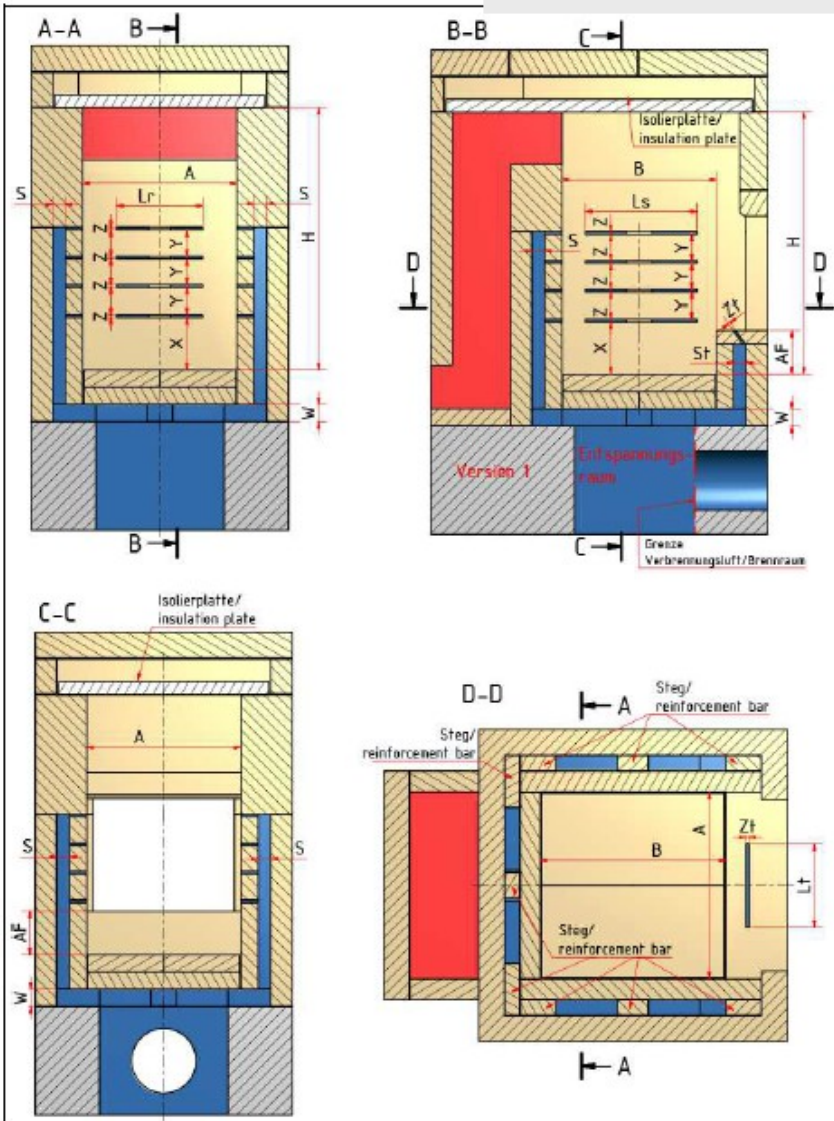 A-A
B
A
Lr
S
S
H
Z
Z
Z
Z
Y
Y
Y
X
W
B
B-B
C
Isolierplatte/
insulation plate
B
Ls
S
H
D
D
Z
Z
Z
Z
Y
Y
Y
X
Zt
St
AF
W
Version 1
Entspannungs-
raum
C
Grenze
Verbrennungsluft/Brennraum
C-C
Isolierplatte/
insulation plate
A
S
S
AF
W
D-D
A
Steg/
reinforcement bar
Steg/
reinforcement bar
A
B
Zt
Lt
Steg/
reinforcement bar
A